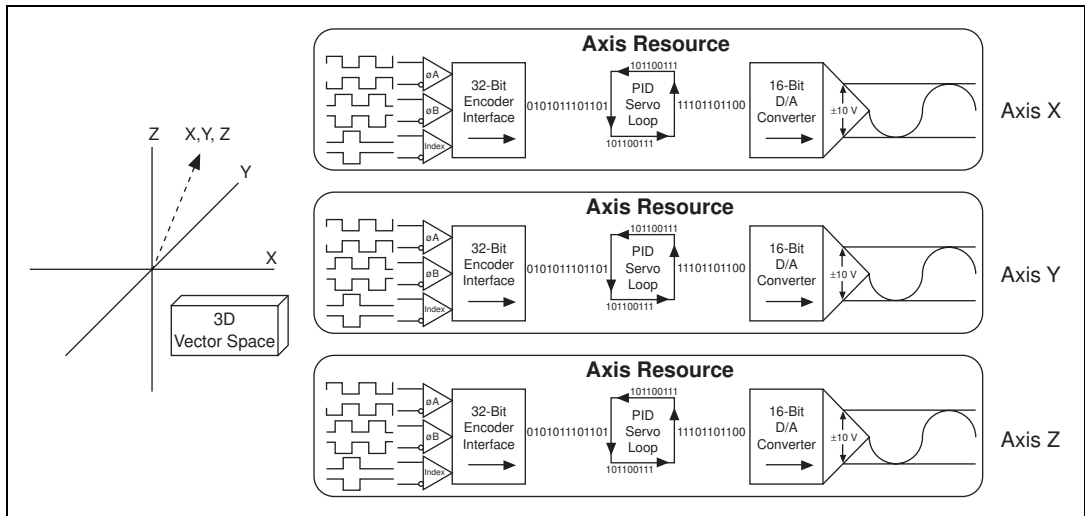 Z
X,Y, Z
Y
X
3D
Vector Space
Axis Resource
øA
øB
Index
32-Bit
Encoder
Interface
0101011101101
101100111
PID
Servo
Loop
101100111
11101101100
16-Bit
D/A
Converter
±10 V
Axis X
Axis Resource
øA
øB
Index
32-Bit
Encoder
Interface
0101011101101
101100111
PID
Servo
Loop
101100111
11101101100
16-Bit
D/A
Converter
±10 V
Axis Y
Axis Resource
øA
øB
Index
32-Bit
Encoder
Interface
0101011101101
101100111
PID
Servo
Loop
101100111
11101101100
16-Bit
D/A
Converter
±10 V
Axis Z